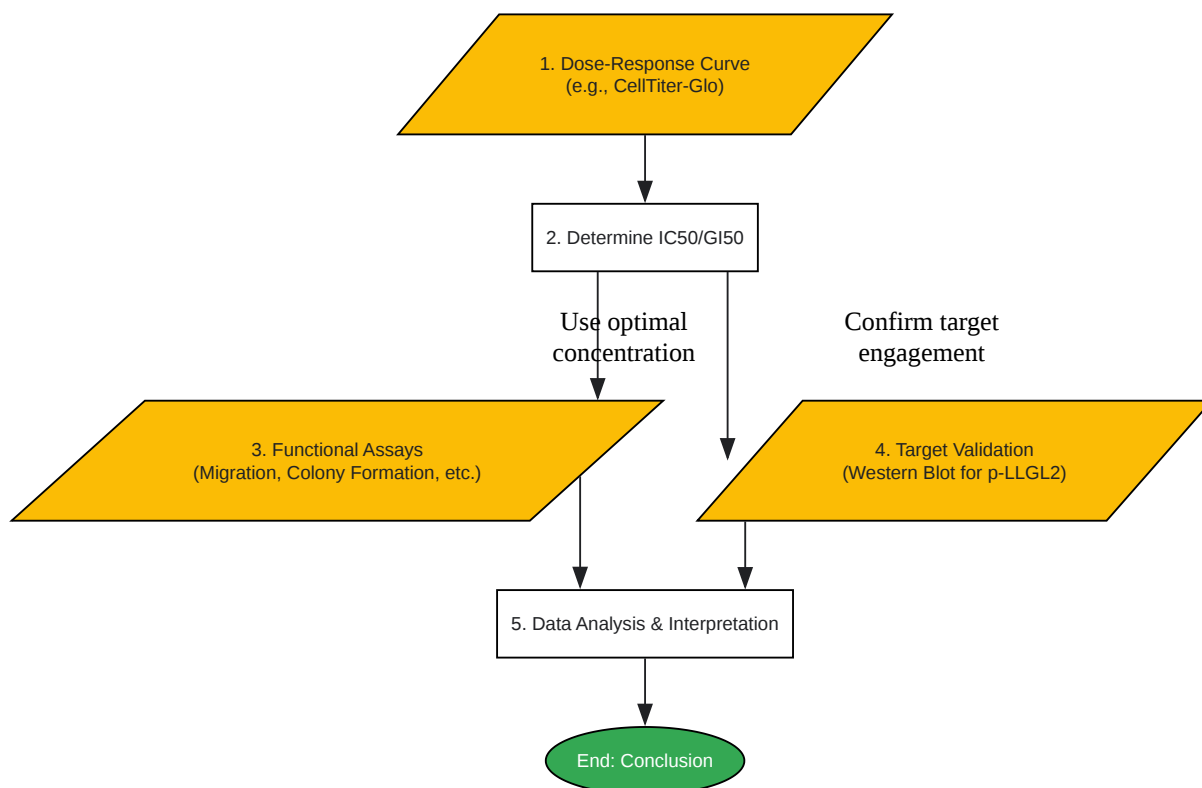 1. Dose-Response Curve
(e.g., CellTiter-Glo)
2. Determine IC50/GI50
Use optimal
concentration
Confirm target
engagement
3. Functional Assays
(Migration, Colony Formation, etc.)
4. Target Validation
(Western Blot for p-LLGL2)
5. Data Analysis & Interpretation
End: Conclusion